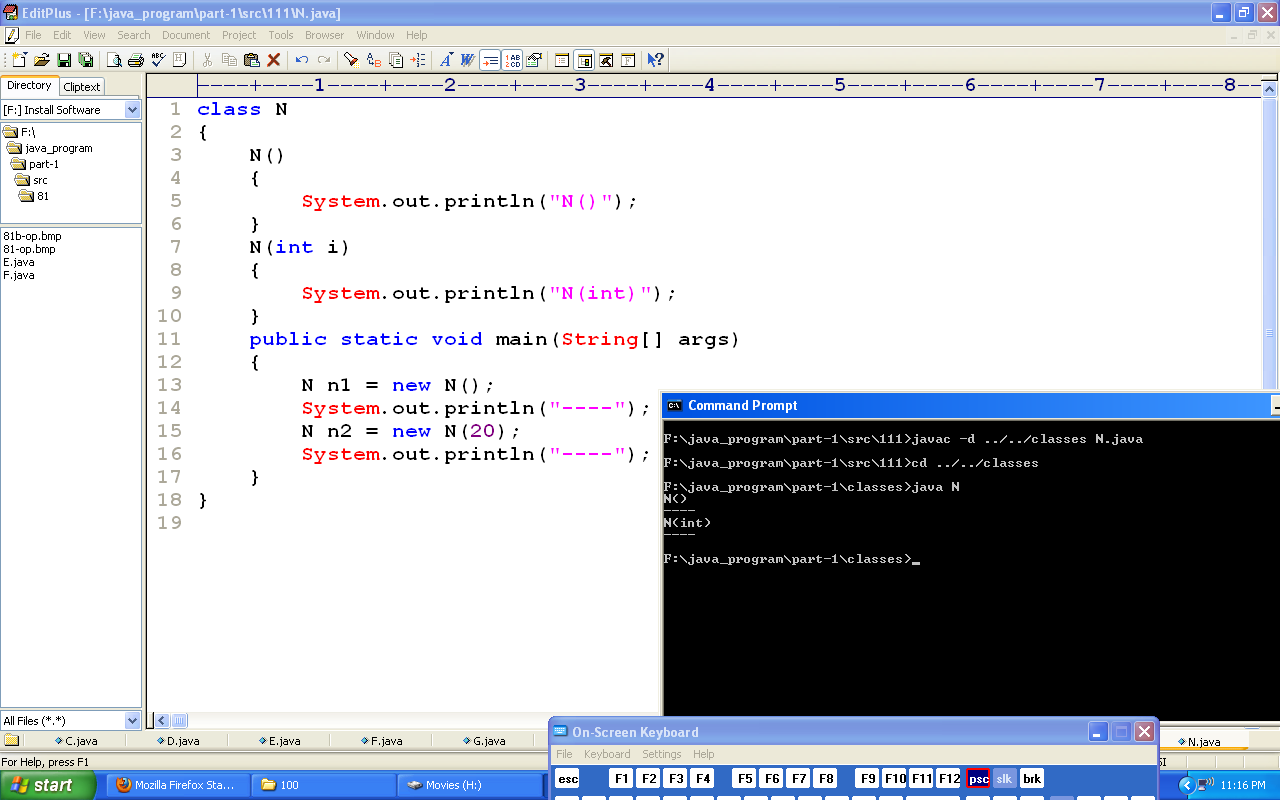 EditPlus - [F:\java_program\part-1\src\111\N.java]
File Edit View Search Document Project Tools Browser Window Help
Directory Cliptext
[F:] Install Software
F:\
java_program
part-1
src
81
81b-op.bmp
81-op.bmp
E.java
F.java
All Files (*.*)
----+----1----+----2----+----3----+----4----+----5----+----6----+----7----+----8--
1 class N
2 {
3 N()
4 {
5 System.out.println("N()");
6 }
7 N(int i)
8 {
9 System.out.println("N(int)");
10 }
11 public static void main(String[] args)
12 {
13 N n1 = new N();
14 System.out.println("----");
15 N n2 = new N(20);
16 System.out.println("----");
17 }
18 }
19
Command Prompt
F:\java_program\part-1\src\111>javac -d ../../classes N.java
F:\java_program\part-1\src\111>cd ../../classes
F:\java_program\part-1\classes>java N
N()
----
N(int)
----
F:\java_program\part-1\classes>_
C.java D.java E.java F.java G.java N.java
For Help, press F1
On-Screen Keyboard
File Keyboard Settings Help
esc F1 F2 F3 F4 F5 F6 F7 F8 F9 F10 F11 F12 psc slk brk
start Mozilla Firefox Sta... 100 Movies (H:) 11:16 PM